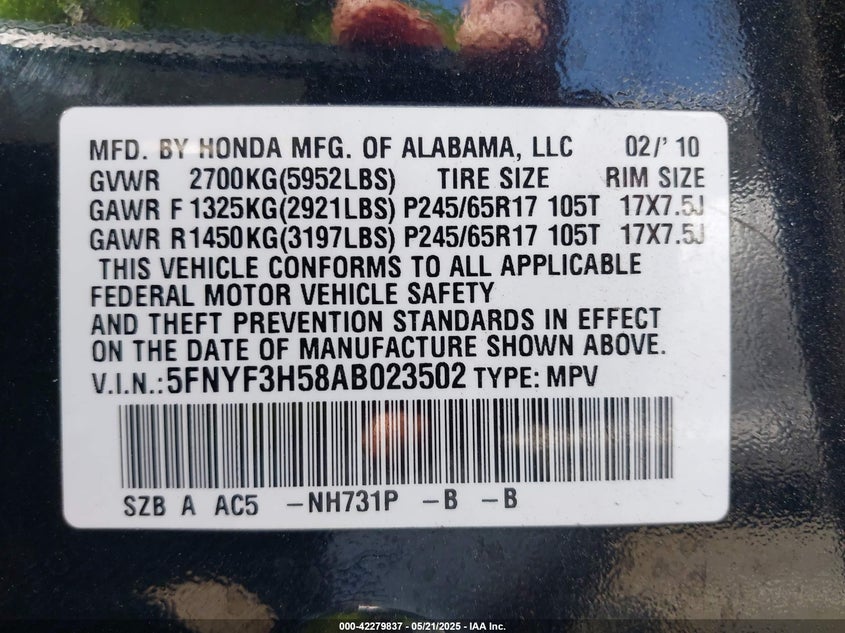 MFD. BY HONDA MFG. OF ALABAMA, LLC 02/' 10
GVWR 2700KG(5952LBS) TIRE SIZE RIM SIZE
GAWR F 1325KG(2921LBS) P245/65R17 105T 17X7.5J
GAWR R1450KG(3197LBS) P245/65R17 105T 17X7.5J
THIS VEHICLE CONFORMS TO ALL APPLICABLE
FEDERAL MOTOR VEHICLE SAFETY
AND THEFT PREVENTION STANDARDS IN EFFECT
ON THE DATE OF MANUFACTURE SHOWN ABOVE.
V.I.N.:5FNYF3H58AB023502 TYPE: MPV
SZB A AC5 -NH731P -B -B
000-42279837 - 05/21/2025 - IAA Inc.